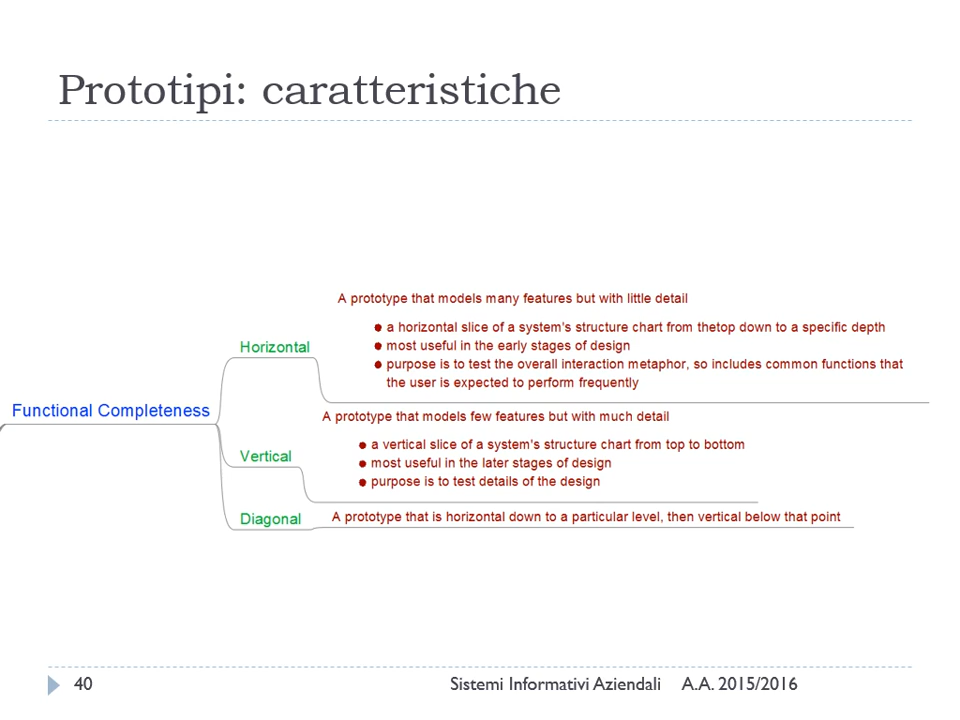 Prototipi: caratteristiche
A prototype that models many features but with little detail
● a horizontal slice of a system's structure chart from thetop down to a specific depth
● most useful in the early stages of design
● purpose is to test the overall interaction metaphor, so includes common functions that
the user is expected to perform frequently
Horizontal
Functional Completeness
A prototype that models few features but with much detail
● a vertical slice of a system's structure chart from top to bottom
● most useful in the later stages of design
● purpose is to test details of the design
Vertical
Diagonal
A prototype that is horizontal down to a particular level, then vertical below that point
40
Sistemi Informativi Aziendali A.A. 2015/2016